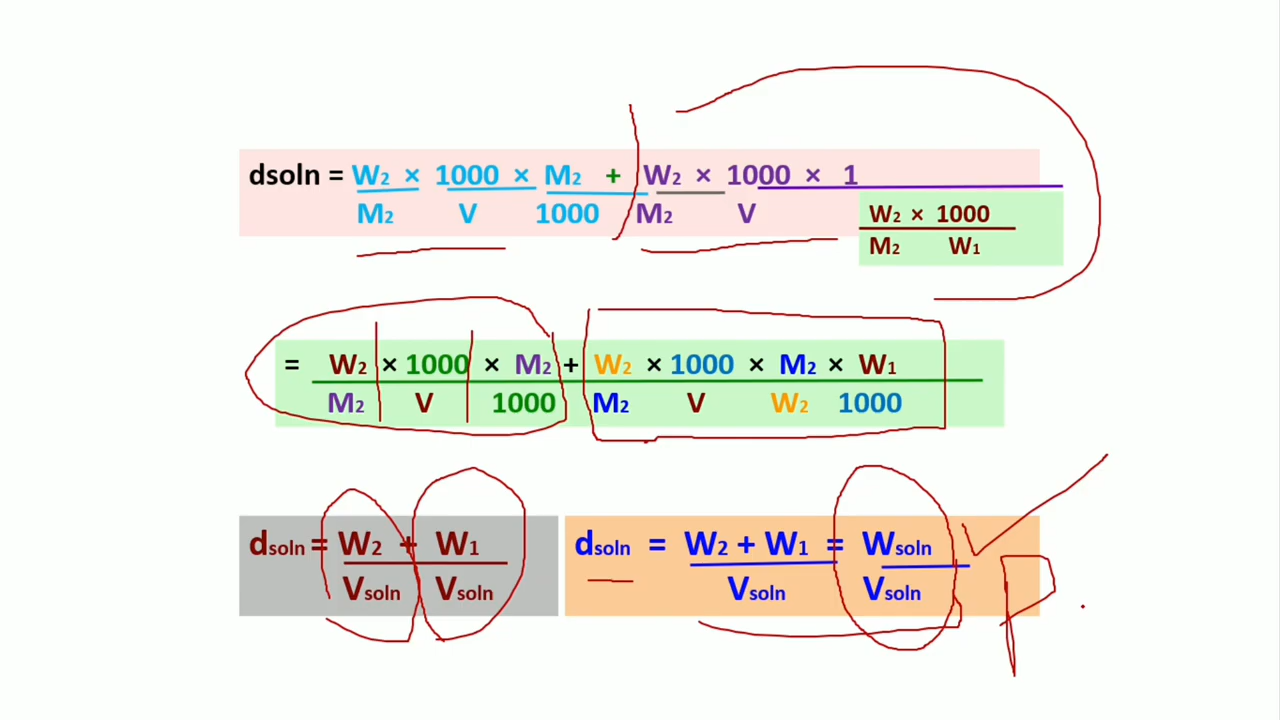 dsoln = W₂ × 1000 × M₂ + W₂ × 1000 × 1
M₂ V 1000 M₂ V
W₂ × 1000
M₂ W₁
= W₂ × 1000 × M₂ + W₂ × 1000 × M₂ × W₁
M₂ V 1000 M₂ V W₂ 1000
dsoln = W₂ + W₁
Vsoln Vsoln
dsoln = W₂ + W₁ = Wsoln
Vsoln Vsoln